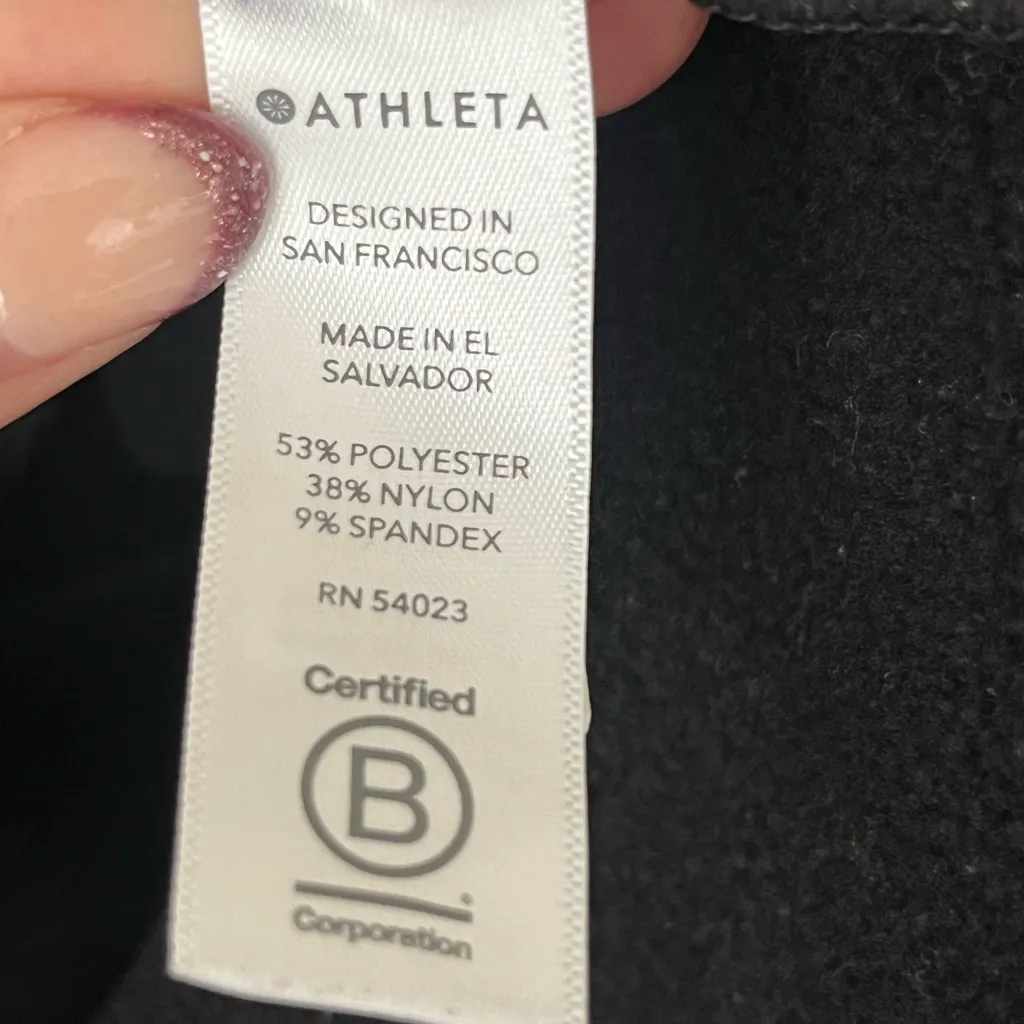 ATHLETA
DESIGNED IN
SAN FRANCISCO
MADE IN EL
SALVADOR
53% POLYESTER
38% NYLON
9% SPANDEX
RN 54023
Certified
B
Corporation